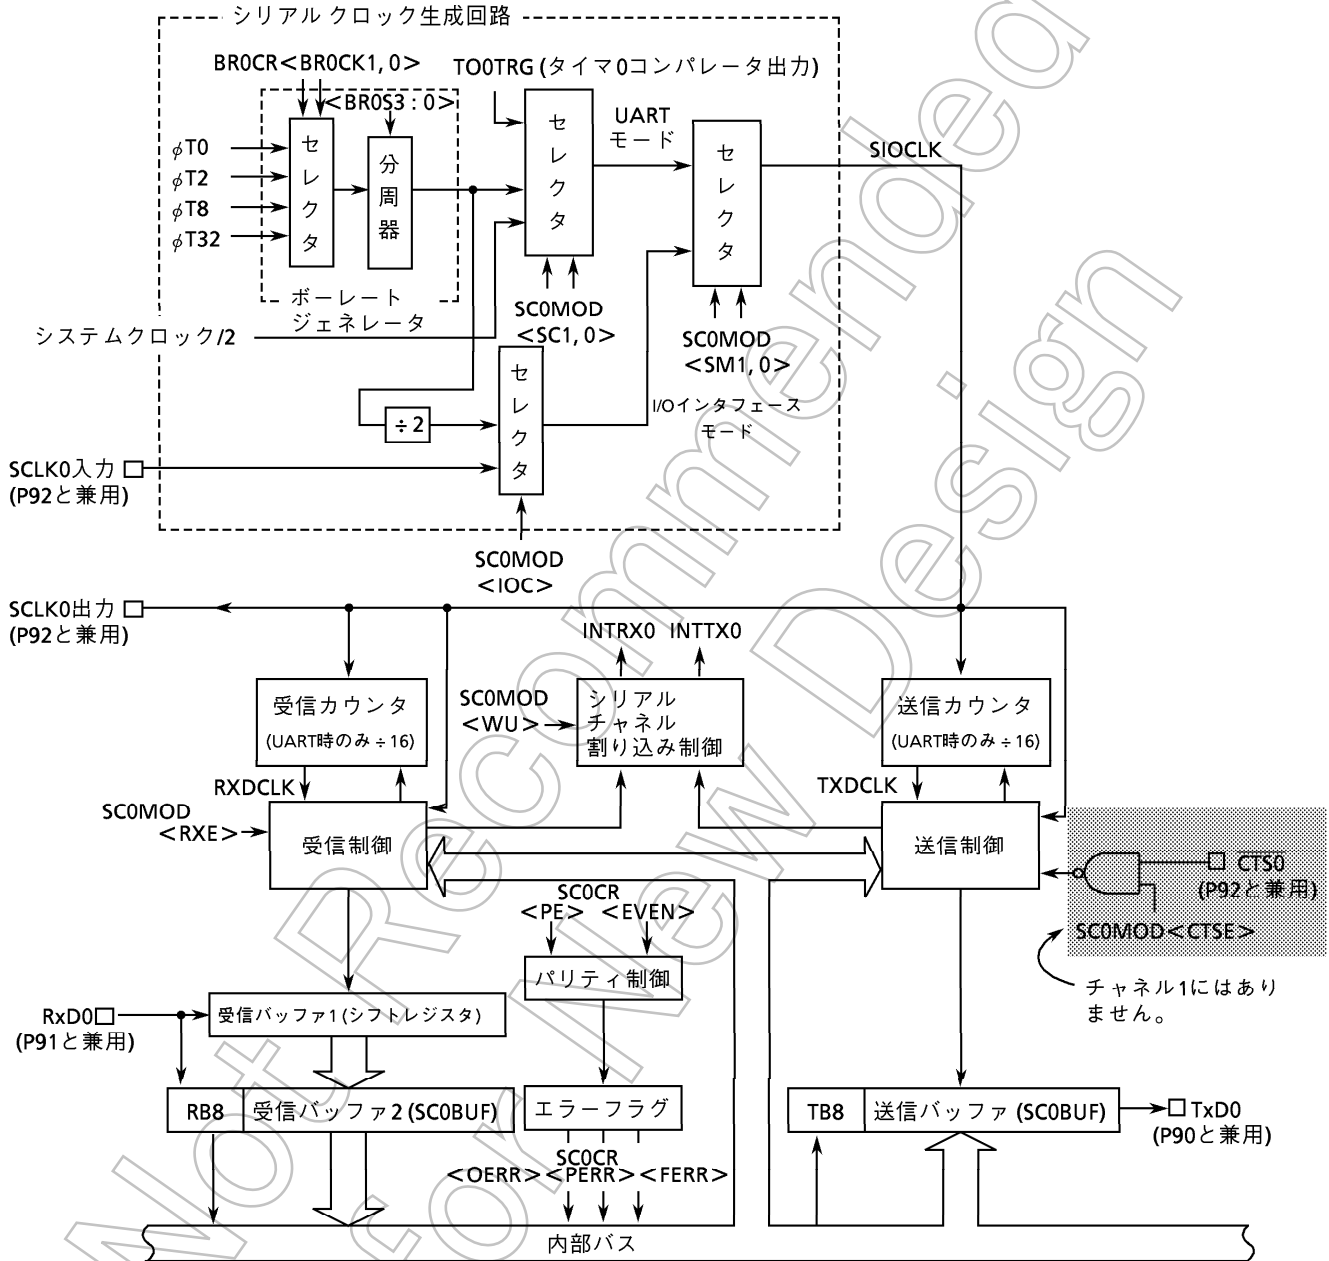 シリアル クロック生成回路
BR0CR<BR0CK1, 0>
<BR0S3 : 0>
TO0TRG (タイマ0コンパレータ出力)
φT0
φT2
φT8
φT32
セレクタ
分周器
セレクタ
UART
モード
セレクタ
SIOCLK
ボーレート
ジェネレータ
システムクロック/2
SC0MOD
<SC1, 0>
SC0MOD
<SM1, 0>
セレクタ
÷2
I/Oインタフェース
モード
SCLK0入力
(P92と兼用)
SC0MOD
<IOC>
SCLK0出力
(P92と兼用)
INTRX0 INTTX0
受信カウンタ
(UART時のみ÷16)
SC0MOD
<WU>
シリアル
チャネル
割り込み制御
送信カウンタ
(UART時のみ÷16)
RXDCLK
TXDCLK
SC0MOD
<RXE>
受信制御
送信制御
CTS0
(P92と兼用)
SC0MOD<CTSE>
SC0CR
<PE> <EVEN>
パリティ制御
チャネル1にはあり
ません。
RxD0
(P91と兼用)
受信バッファ1 (シフトレジスタ)
RB8 受信バッファ2 (SC0BUF)
エラーフラグ
TB8 送信バッファ (SC0BUF)
TxD0
(P90と兼用)
SC0CR
<OERR> <PERR> <FERR>
内部バス
Not Recommended
for New Design